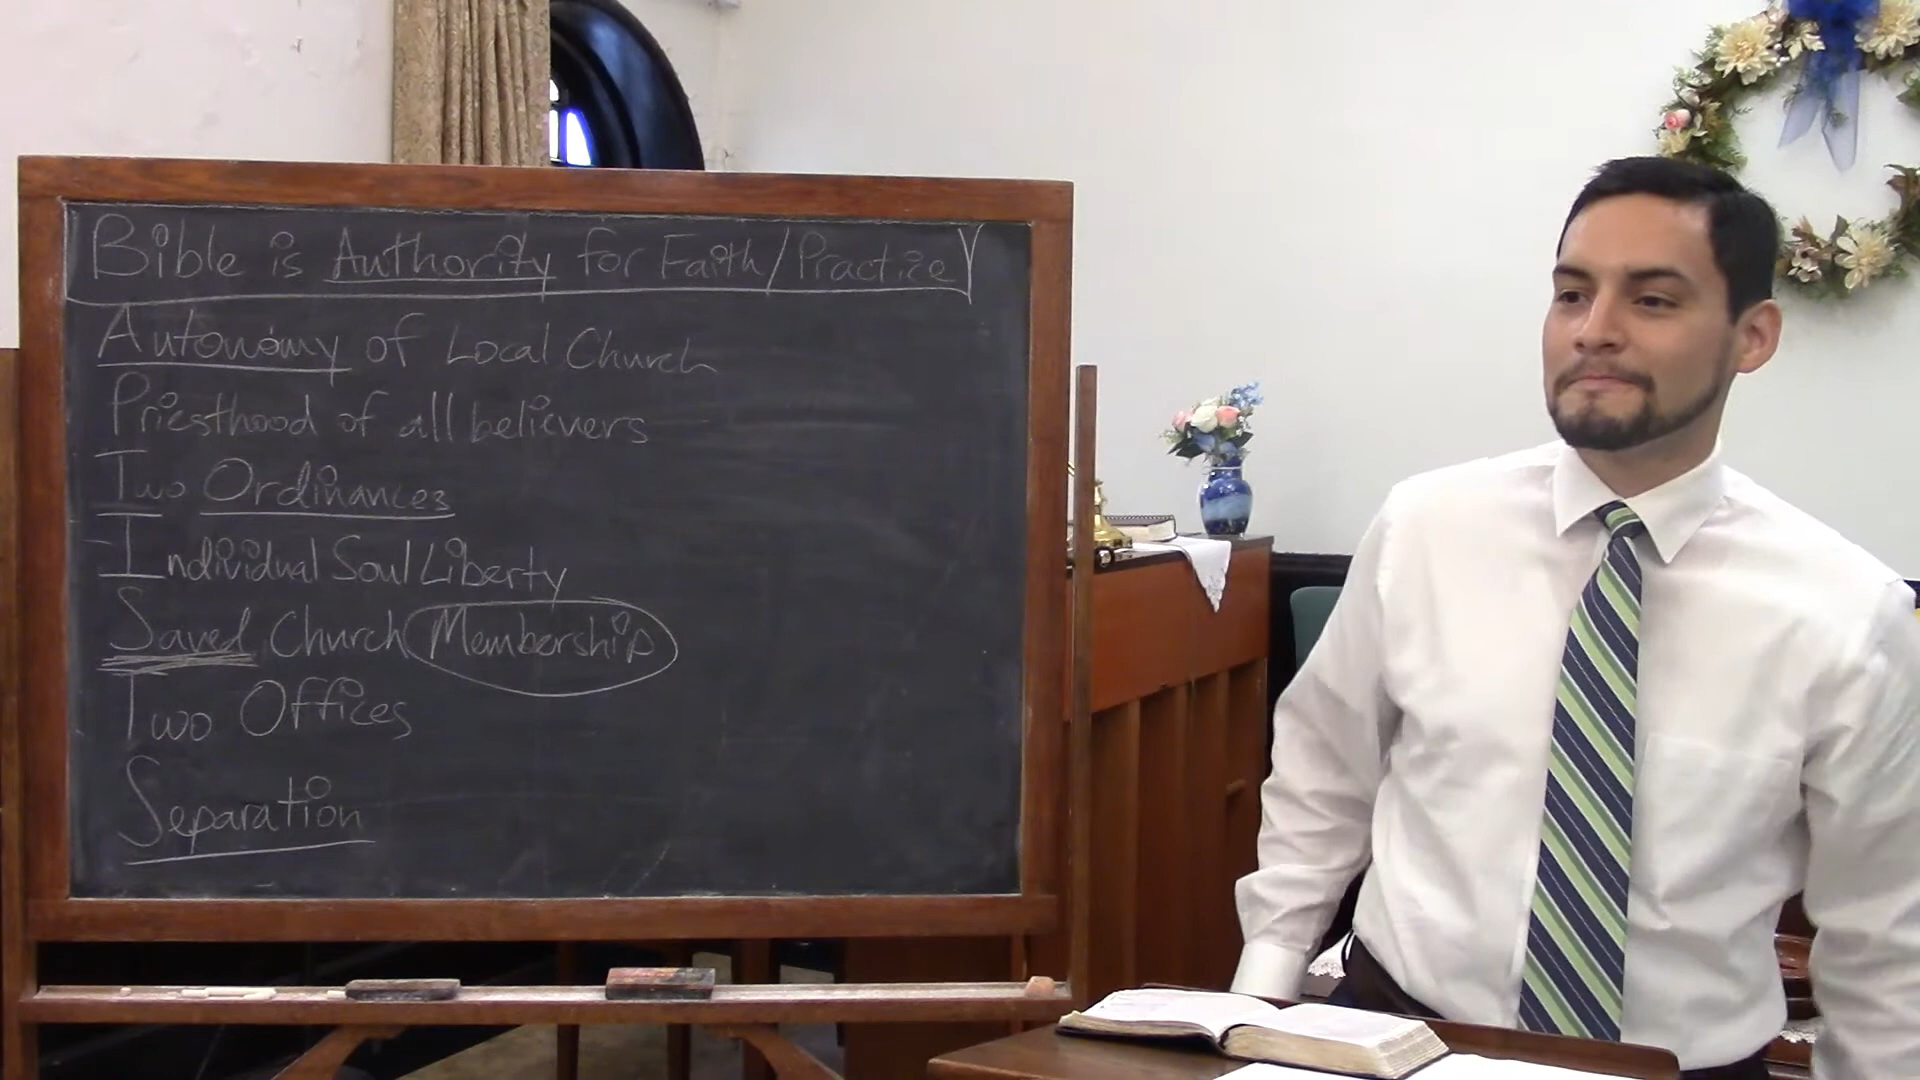 Bible is Authority for Faith/Practice
Autonomy of Local Church
Priesthood of all believers
Two Ordinances
Individual Soul Liberty
Saved Church Membership
Two Offices
Separation